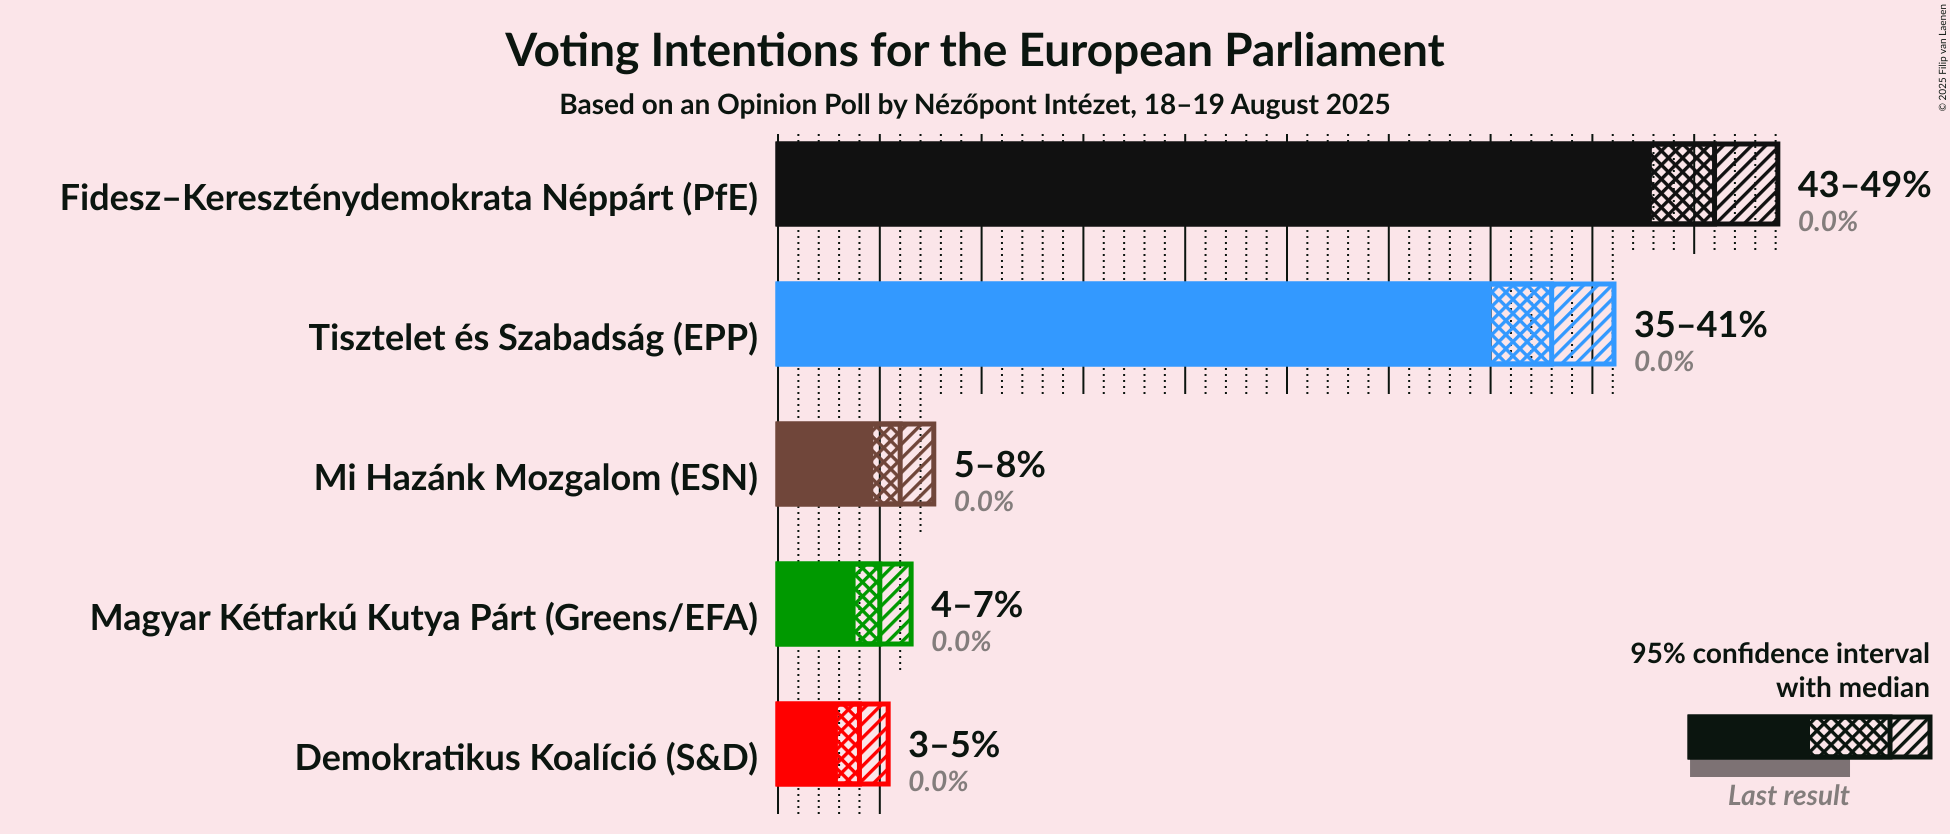 Voting Intentions for the European Parliament
Based on an Opinion Poll by Nézőpont Intézet, 18–19 August 2025
© 2025 Filip van Laenen
Fidesz–Kereszténydemokrata Néppárt (PfE)
43–49%
0.0%
Tisztelet és Szabadság (EPP)
35–41%
0.0%
Mi Hazánk Mozgalom (ESN)
5–8%
0.0%
Magyar Kétfarkú Kutya Párt (Greens/EFA)
4–7%
0.0%
Demokratikus Koalíció (S&D)
3–5%
0.0%
95% confidence interval
with median
Last result